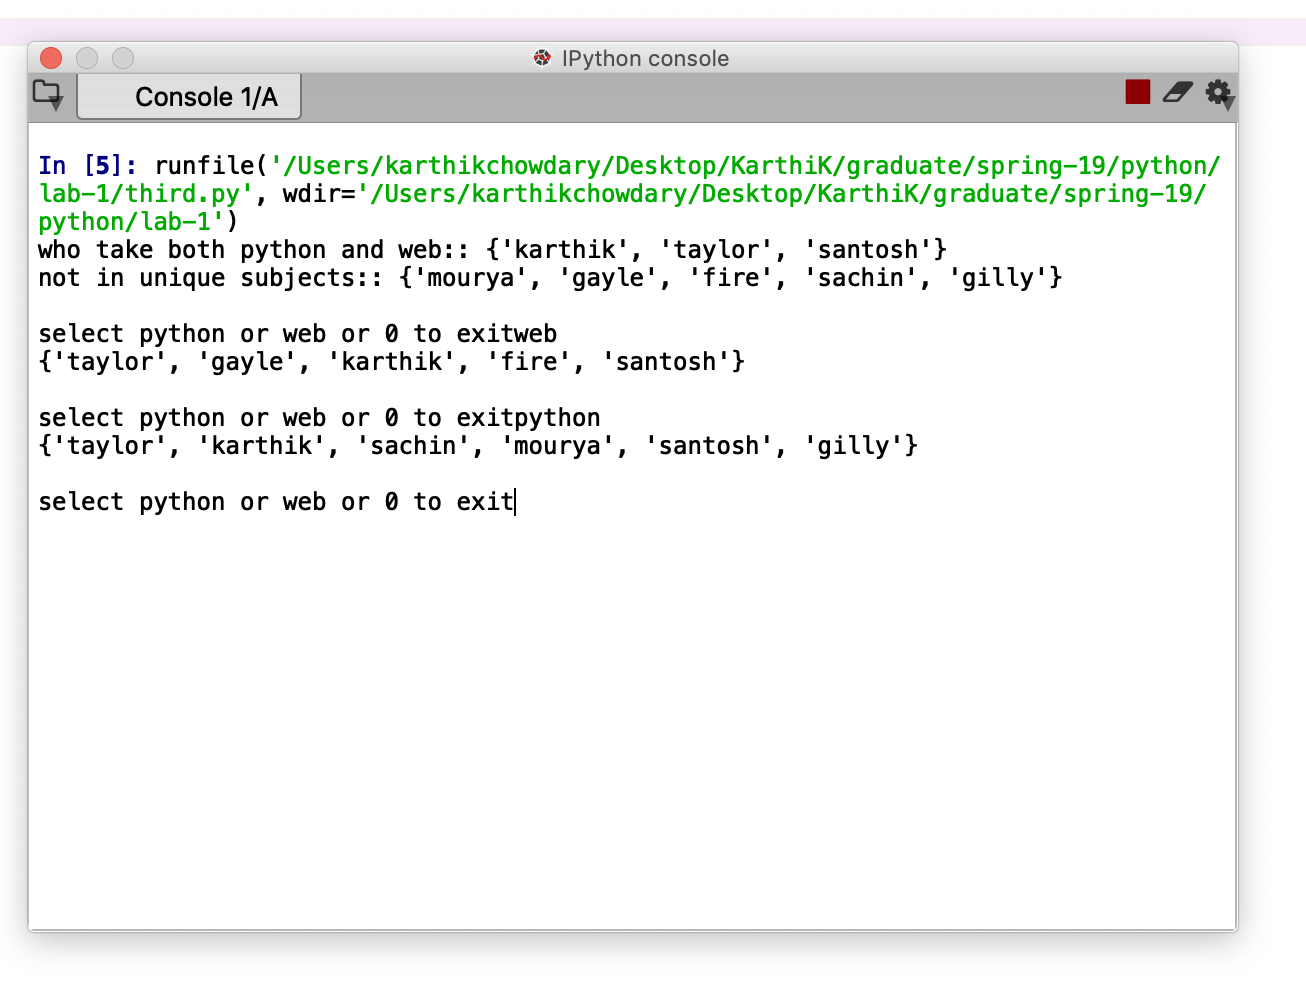 IPython console
Console 1/A
In [5]: runfile('/Users/karthikchowdary/Desktop/KarthiK/graduate/spring-19/python/
lab-1/third.py', wdir='/Users/karthikchowdary/Desktop/KarthiK/graduate/spring-19/
python/lab-1')
who take both python and web:: {'karthik', 'taylor', 'santosh'}
not in unique subjects:: {'mourya', 'gayle', 'fire', 'sachin', 'gilly'}
select python or web or 0 to exitweb
{'taylor', 'gayle', 'karthik', 'fire', 'santosh'}
select python or web or 0 to exitpython
{'taylor', 'karthik', 'sachin', 'mourya', 'santosh', 'gilly'}
select python or web or 0 to exit